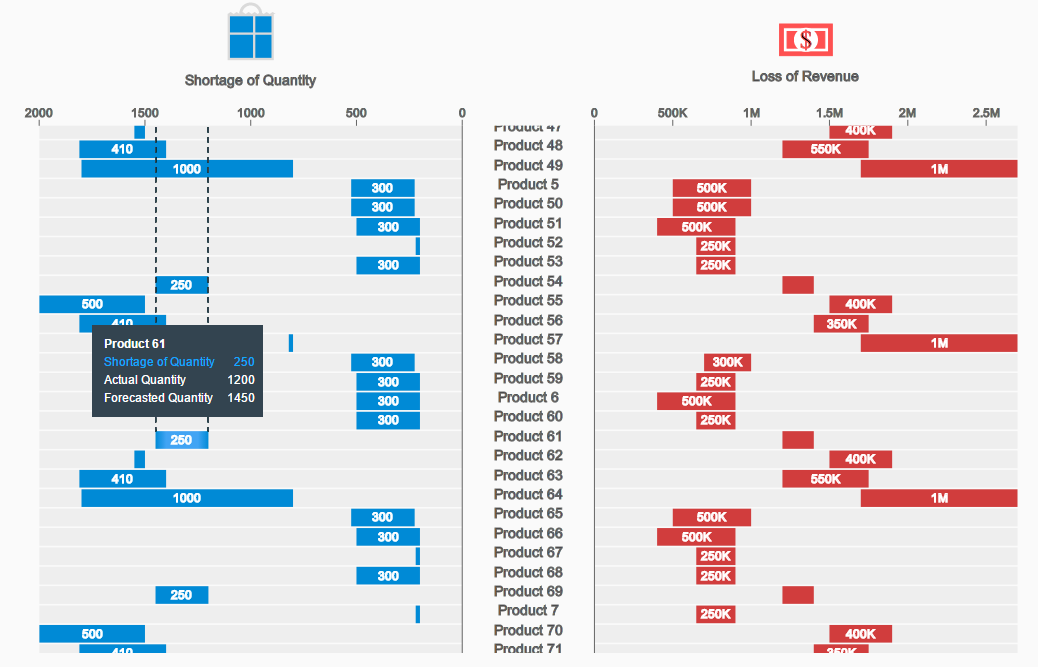 Shortage of Quantity Loss of Revenue
2000 1500 1000 500 0 0 500K 1M 1.5M 2M 2.5M
Product 47 400K
410 Product 48 550K
1000 Product 49 1M
300 Product 5 500K
300 Product 50 500K
300 Product 51 500K
Product 52 250K
300 Product 53 250K
250 Product 54
500 Product 55 400K
410 Product 56 350K
Product 57 1M
300 Product 58 300K
300 Product 59 250K
300 Product 6 500K
300 Product 60 250K
Product 61
Shortage of Quantity 250
Actual Quantity 1200
Forecasted Quantity 1450
250 Product 61
Product 62 400K
410 Product 63 550K
1000 Product 64 1M
300 Product 65 500K
300 Product 66 500K
Product 67 250K
300 Product 68 250K
250 Product 69
Product 7 250K
500 Product 70 400K
410 Product 71 350K